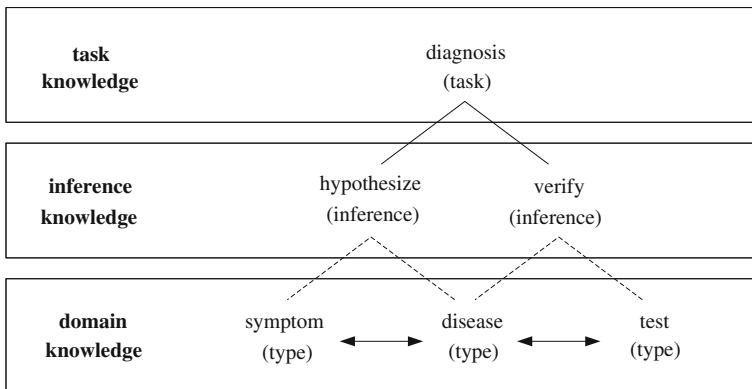 task
knowledge
diagnosis
(task)
inference
knowledge
hypothesize
(inference)
verify
(inference)
domain
knowledge
symptom
(type)
disease
(type)
test
(type)